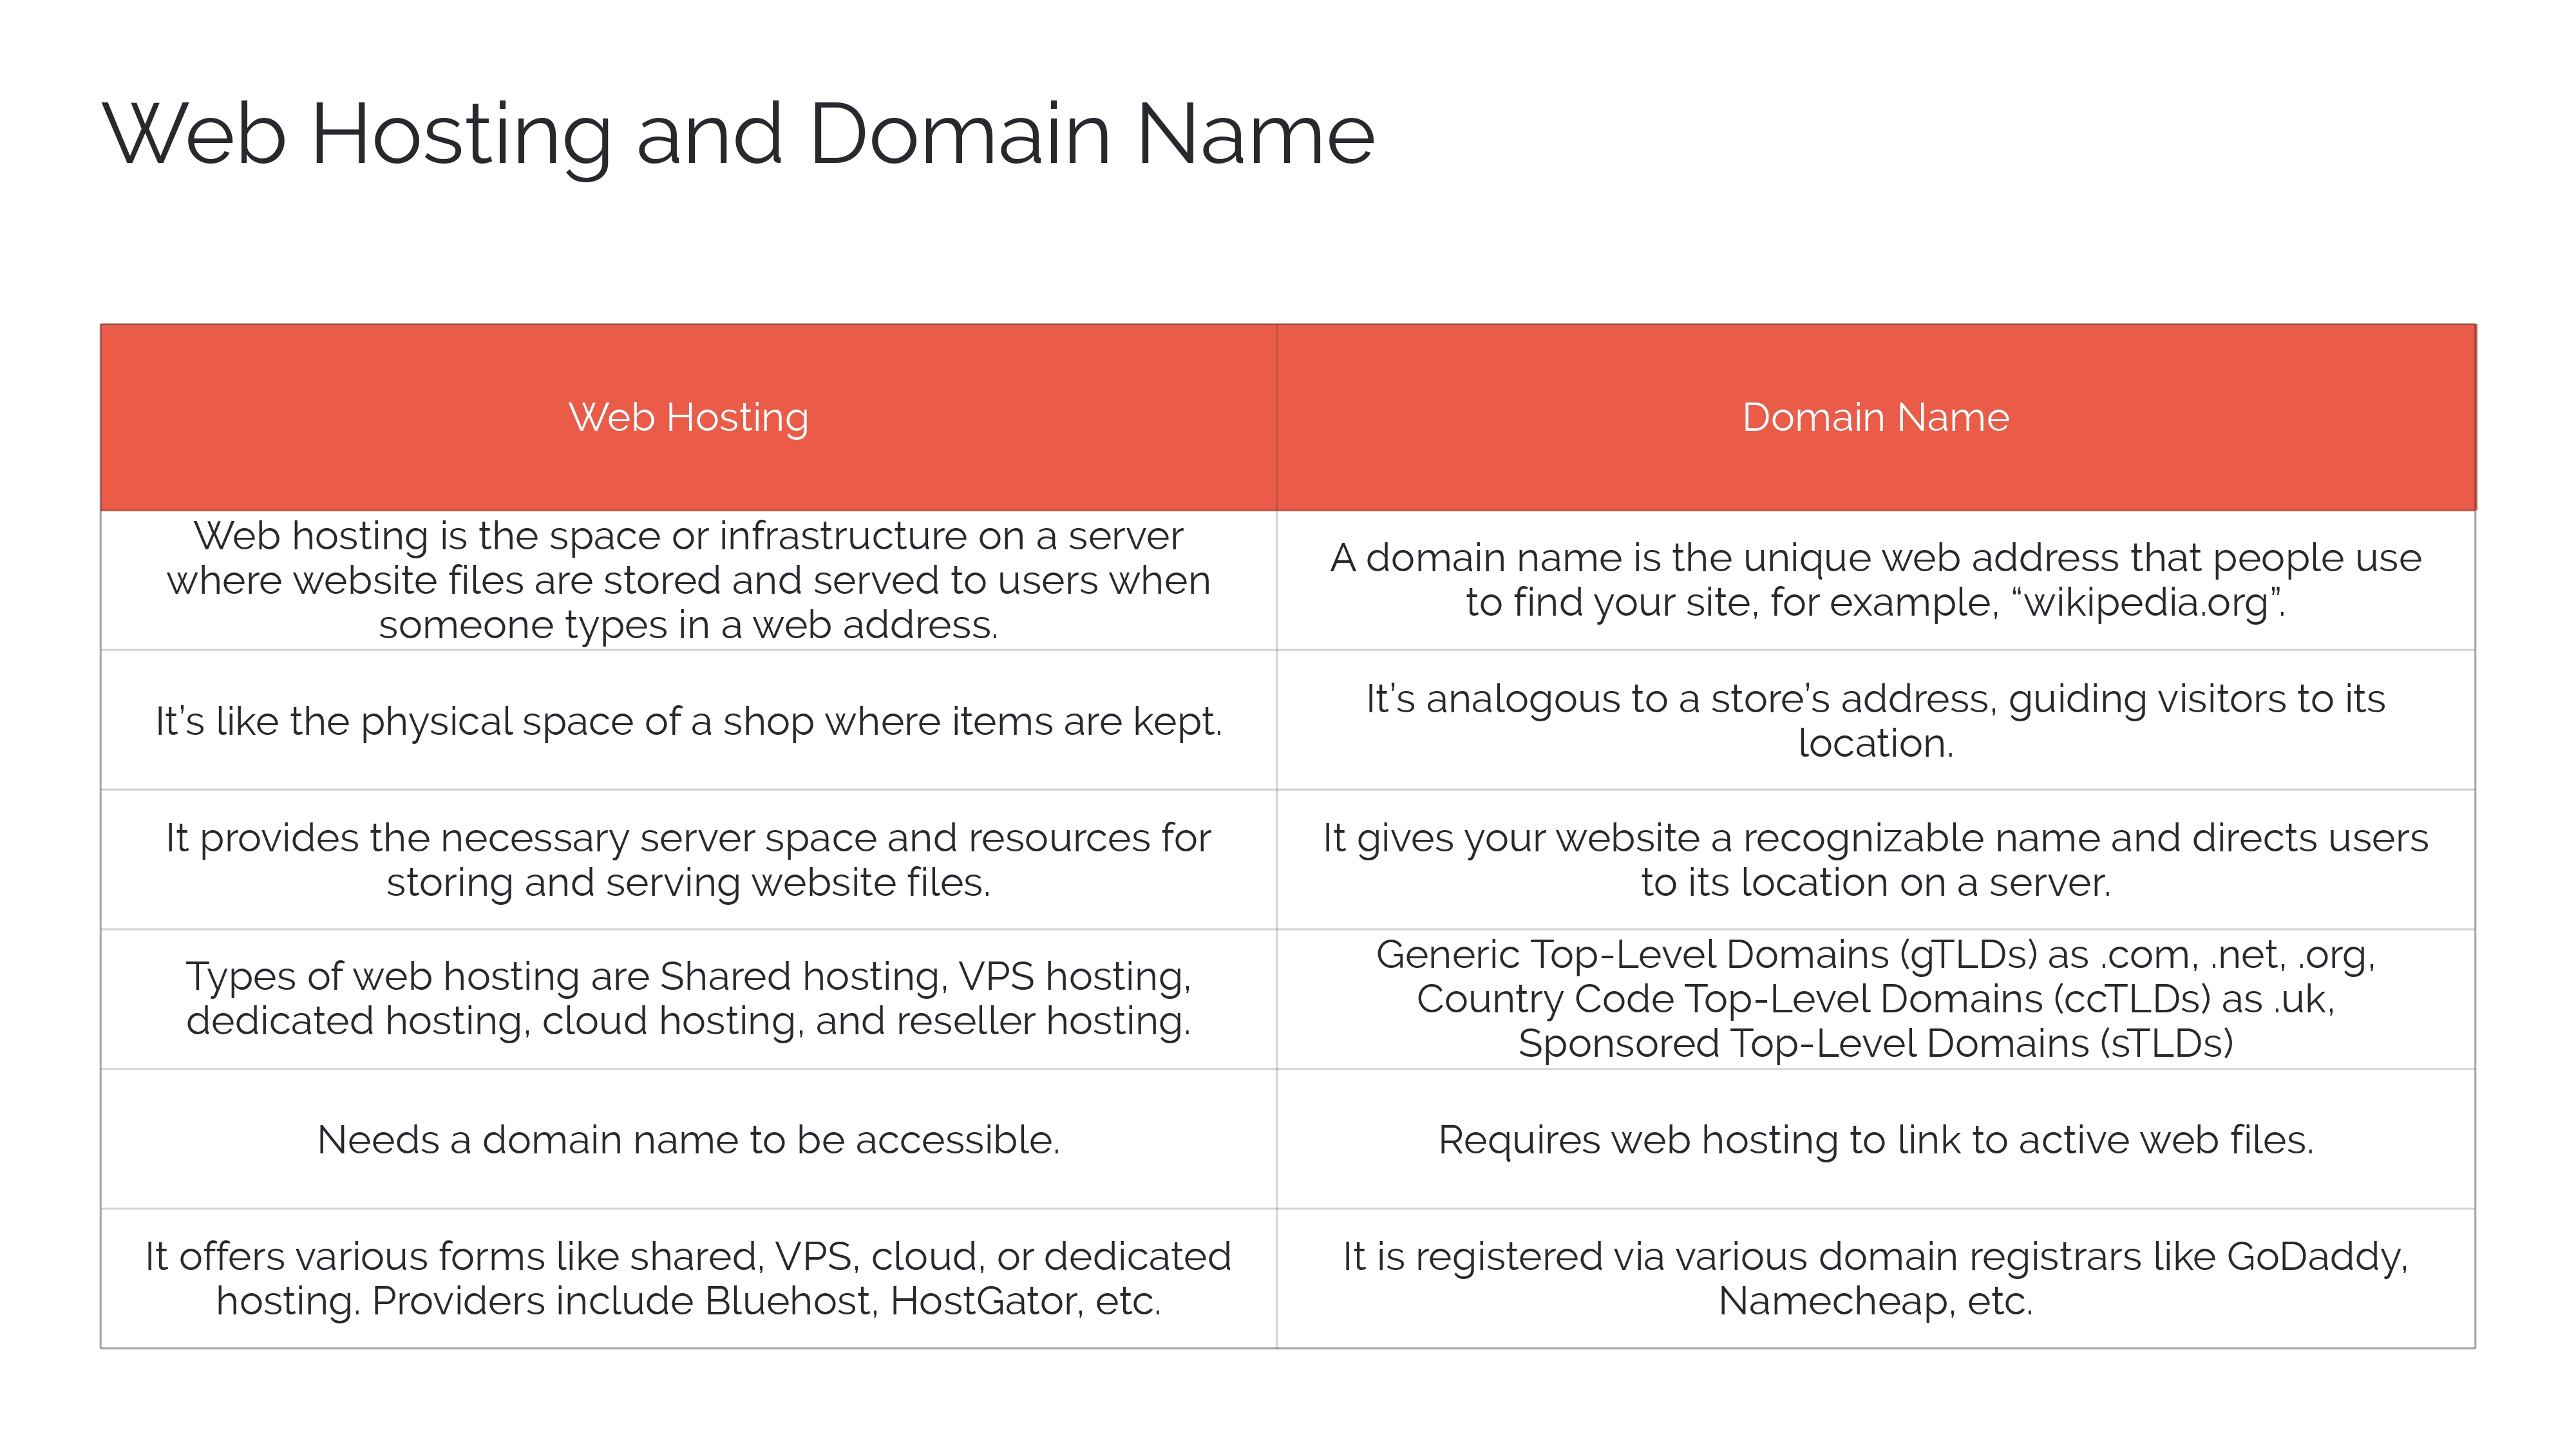 Web Hosting and Domain Name
Web Hosting
Domain Name
Web hosting is the space or infrastructure on a server
where website files are stored and served to users when
someone types in a web address.
A domain name is the unique web address that people use
to find your site, for example, “wikipedia.org”.
It’s like the physical space of a shop where items are kept.
It’s analogous to a store’s address, guiding visitors to its
location.
It provides the necessary server space and resources for
storing and serving website files.
It gives your website a recognizable name and directs users
to its location on a server.
Types of web hosting are Shared hosting, VPS hosting,
dedicated hosting, cloud hosting, and reseller hosting.
Generic Top-Level Domains (gTLDs) as .com, .net, .org,
Country Code Top-Level Domains (ccTLDs) as .uk,
Sponsored Top-Level Domains (sTLDs)
Needs a domain name to be accessible.
Requires web hosting to link to active web files.
It offers various forms like shared, VPS, cloud, or dedicated
hosting. Providers include Bluehost, HostGator, etc.
It is registered via various domain registrars like GoDaddy,
Namecheap, etc.